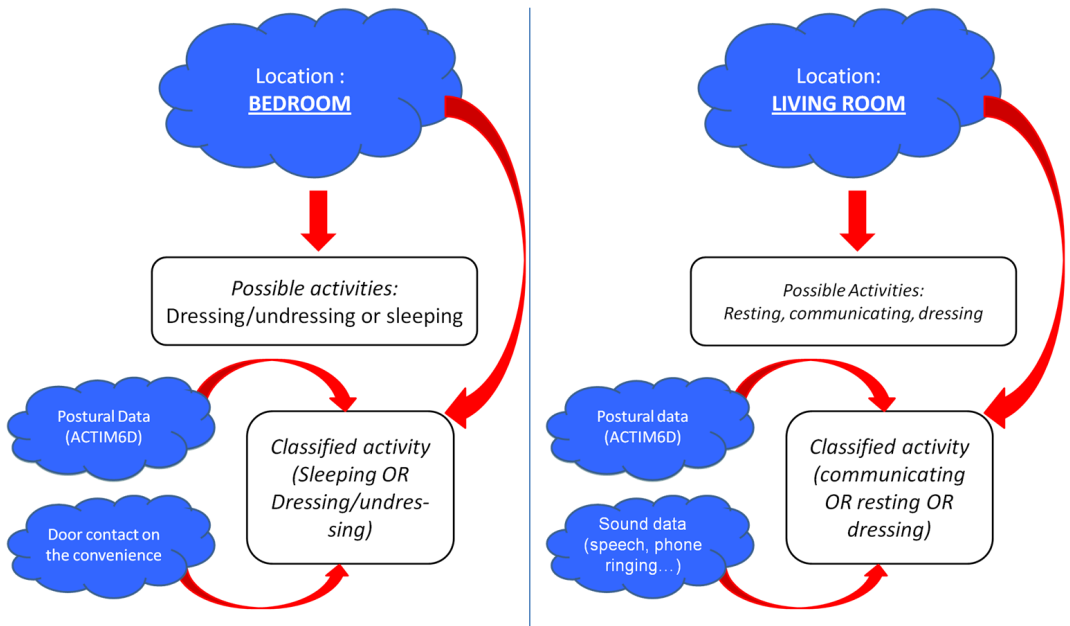 Location :
BEDROOM
Possible activities:
Dressing/undressing or sleeping
Postural Data
(ACTIM6D)
Classified activity
(Sleeping OR
Dressing/undres-
sing)
Door contact on
the convenience
Location:
LIVING ROOM
Possible Activities:
Resting, communicating, dressing
Postural data
(ACTIM6D)
Classified activity
(communicating
OR resting OR
dressing)
Sound data
(speech, phone
ringing…)